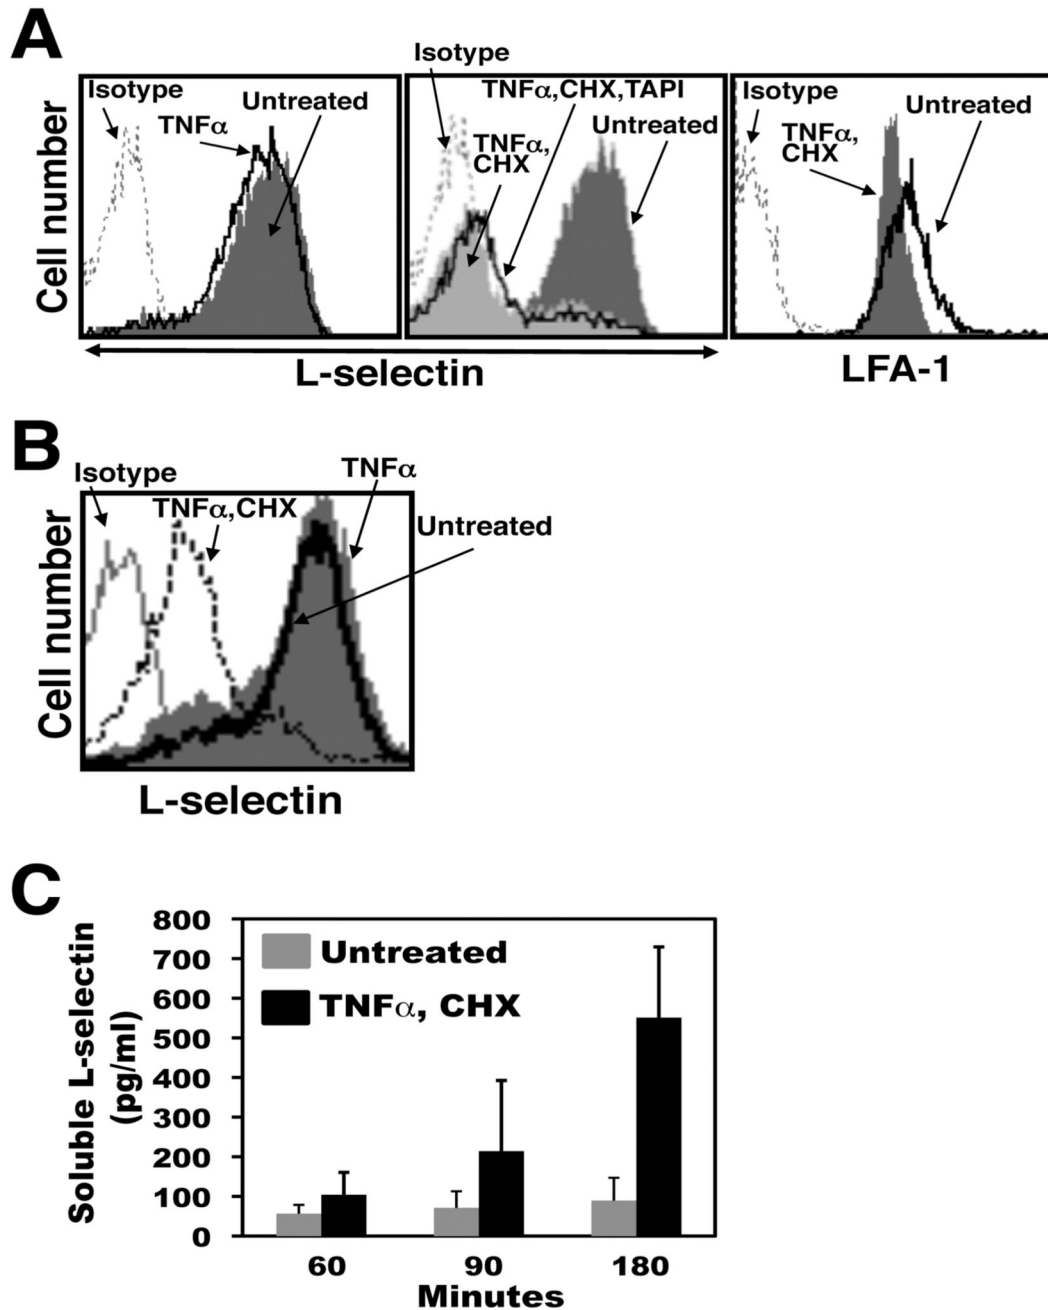 A
Isotype
TNFα
Untreated
Isotype
TNFα,CHX,TAPI
TNFα,
CHX
Untreated
Isotype
TNFα,
CHX
Untreated
Cell number
L-selectin
LFA-1
B
Isotype
TNFα,CHX
TNFα
Untreated
Cell number
L-selectin
C
Soluble L-selectin
(pg/ml)
800
700
600
500
400
300
200
100
0
Untreated
TNFα, CHX
60 90 180
Minutes